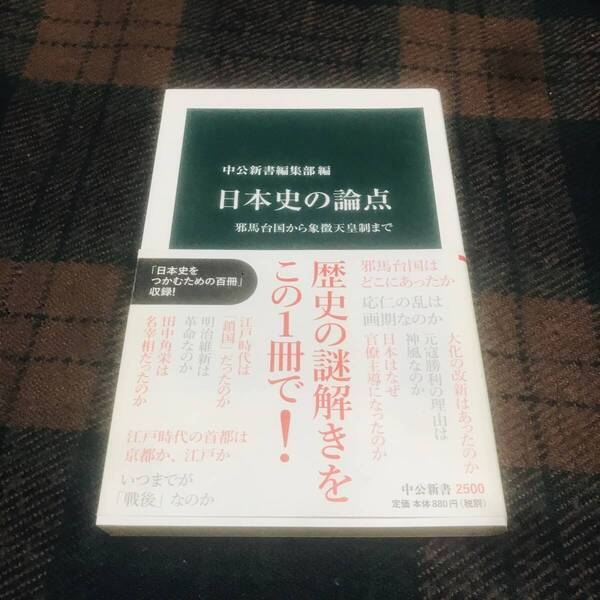 中公新書編集部 編
日本史の論点
邪馬台国から象徴天皇制まで
「日本史を
つかむための百冊」
収録!
歴史の謎解きを
この1冊で!
邪馬台国は
どこにあったか
応仁の乱は
画期なのか
大化の改新はあったのか
元寇勝利の理由は
神風なのか
日本はなぜ
官僚主導になったのか
江戸時代は
「鎖国」だったのか
明治維新は
革命なのか
田中角栄は
名宰相だったのか
江戸時代の首都は
京都か、江戸か
いつまでが
「戦後」なのか
中公新書 2500
定価 本体880円(税別)